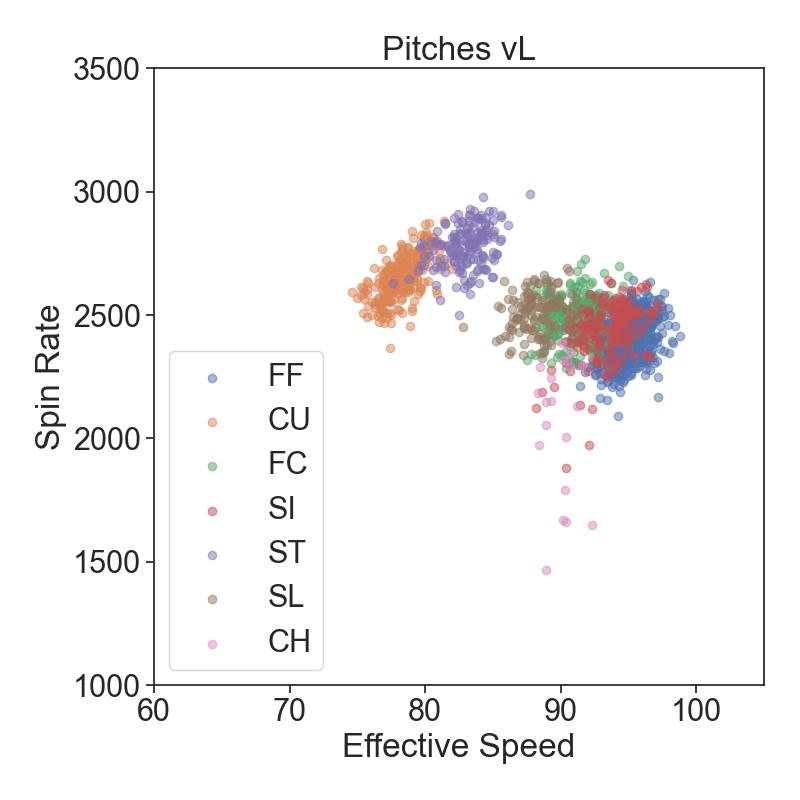 Pitches vL
3500
3000
2500
2000
1500
1000
Spin Rate
FF
CU
FC
SI
ST
SL
CH
60 70 80 90 100
Effective Speed